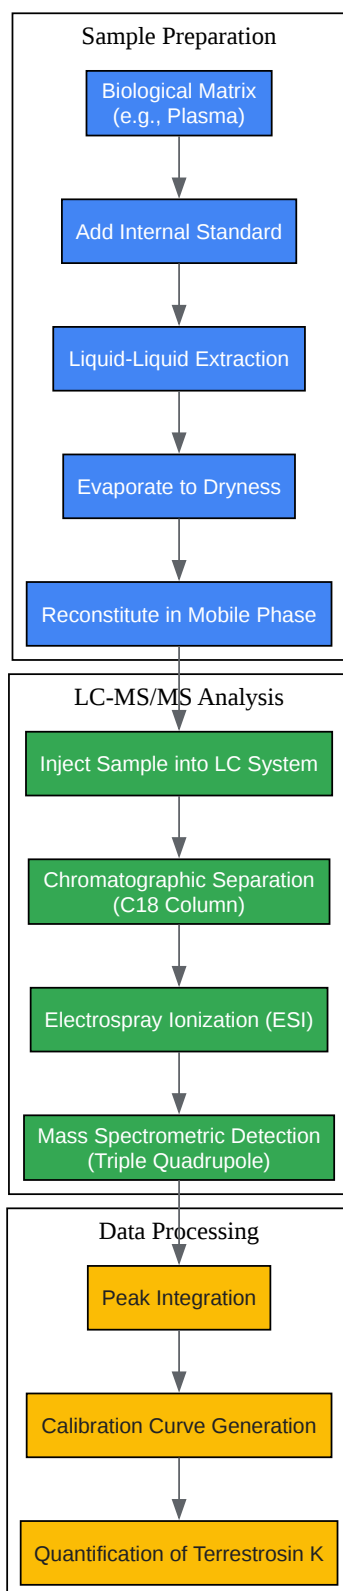 Sample Preparation
Biological Matrix
(e.g., Plasma)
Add Internal Standard
Liquid-Liquid Extraction
Evaporate to Dryness
Reconstitute in Mobile Phase
LC-MS/MS Analysis
Inject Sample into LC System
Chromatographic Separation
(C18 Column)
Electrospray Ionization (ESI)
Mass Spectrometric Detection
(Triple Quadrupole)
Data Processing
Peak Integration
Calibration Curve Generation
Quantification of Terrestrosin K